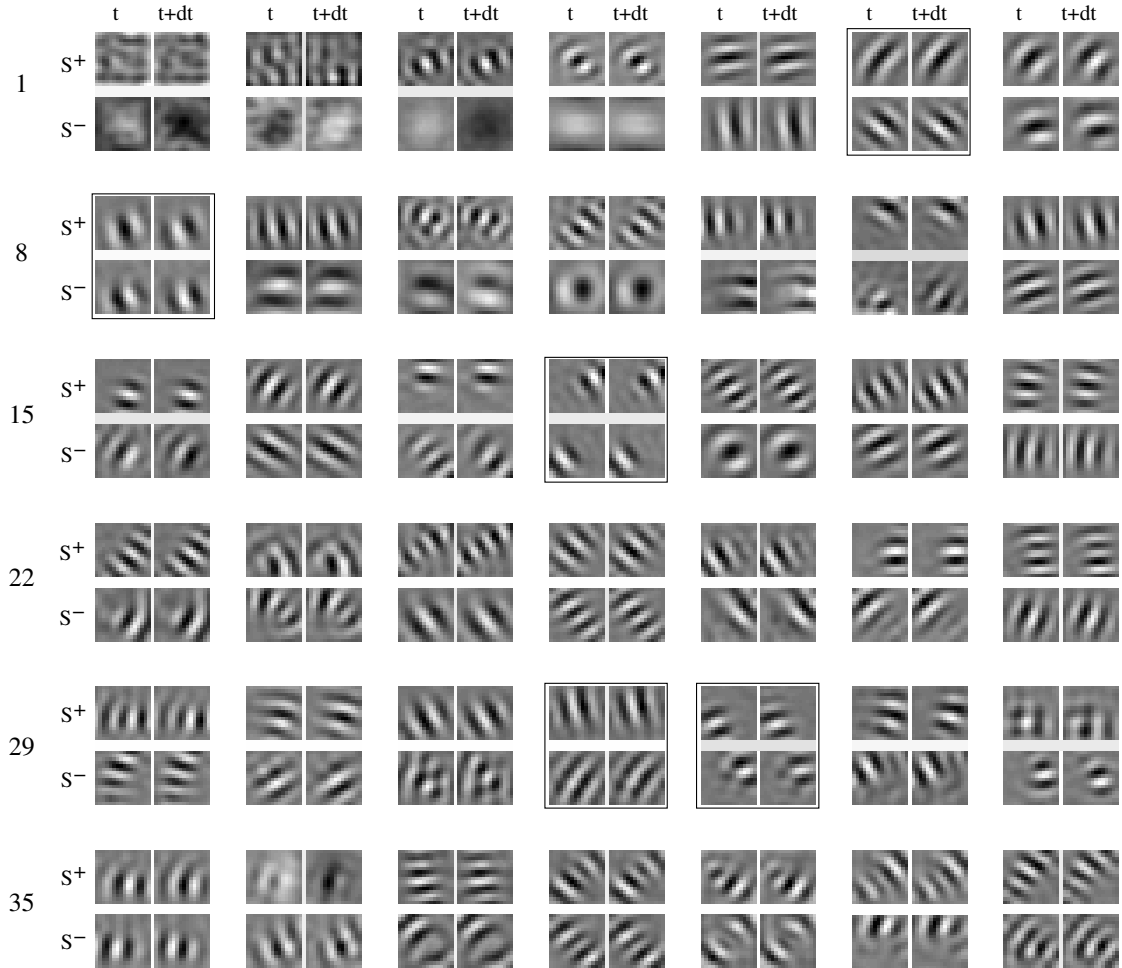 t t+dt t t+dt t t+dt t t+dt t t+dt t t+dt t t+dt
S+
1
S−
S+
8
S−
S+
15
S−
S+
22
S−
S+
29
S−
S+
35
S−